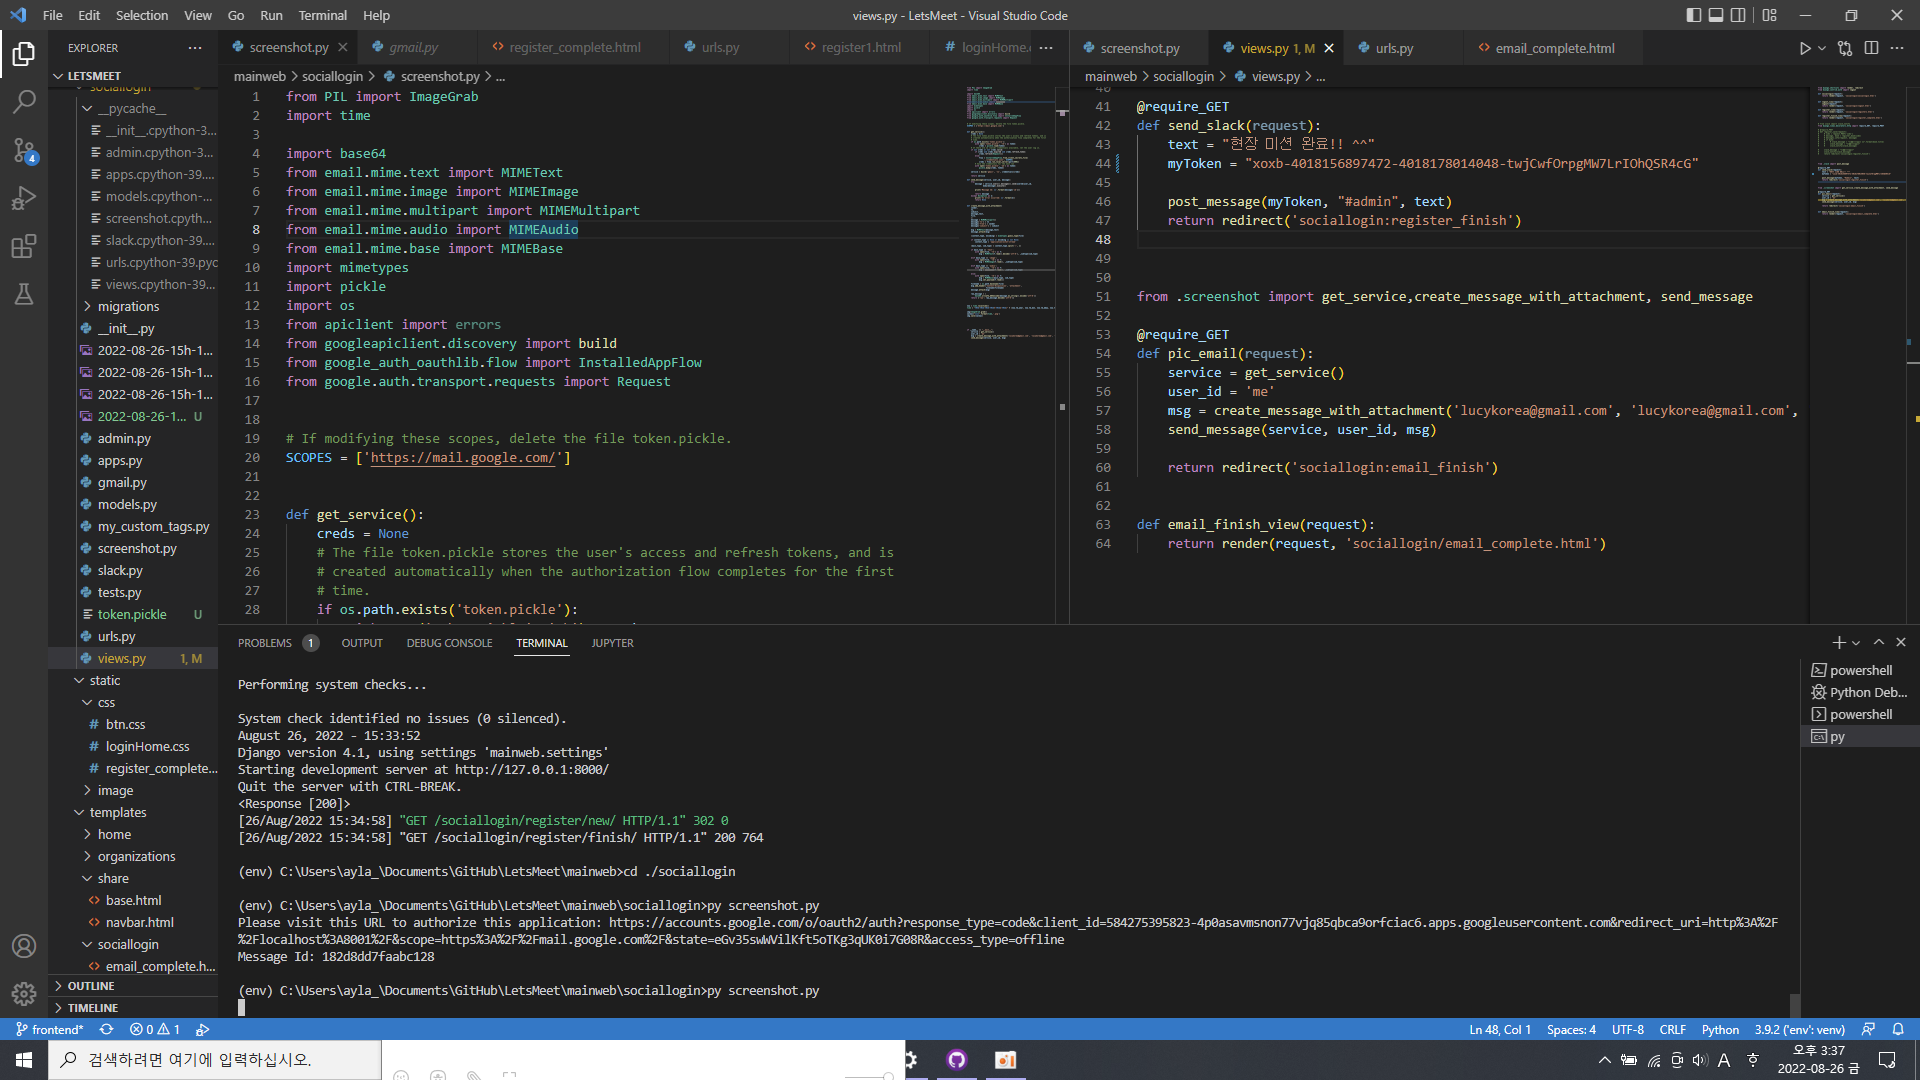 File Edit Selection View Go Run Terminal Help
views.py - LetsMeet - Visual Studio Code
EXPLORER
LETSMEET
sociallogin
__pycache__
__init__.cpython-3...
admin.cpython-3...
apps.cpython-39....
models.cpython-...
screenshot.cpyth...
slack.cpython-39....
urls.cpython-39.pyc
views.cpython-39...
migrations
__init__.py
2022-08-26-15h-1...
2022-08-26-15h-1...
2022-08-26-15h-1...
2022-08-26-1... U
admin.py
apps.py
gmail.py
models.py
my_custom_tags.py
screenshot.py
slack.py
tests.py
token.pickle U
urls.py
views.py 1, M
static
css
btn.css
loginHome.css
register_complete...
image
templates
home
organizations
share
base.html
navbar.html
sociallogin
email_complete.h...
OUTLINE
TIMELINE
screenshot.py gmail.py register_complete.html urls.py register1.html loginHome.
mainweb > sociallogin > screenshot.py > ...
1 from PIL import ImageGrab
2 import time
3
4 import base64
5 from email.mime.text import MIMEText
6 from email.mime.image import MIMEImage
7 from email.mime.multipart import MIMEMultipart
8 from email.mime.audio import MIMEAudio
9 from email.mime.base import MIMEBase
10 import mimetypes
11 import pickle
12 import os
13 from apiclient import errors
14 from googleapiclient.discovery import build
15 from google_auth_oauthlib.flow import InstalledAppFlow
16 from google.auth.transport.requests import Request
17
18
19 # If modifying these scopes, delete the file token.pickle.
20 SCOPES = ['https://mail.google.com/']
21
22
23 def get_service():
24 creds = None
25 # The file token.pickle stores the user's access and refresh tokens, and is
26 # created automatically when the authorization flow completes for the first
27 # time.
28 if os.path.exists('token.pickle'):
screenshot.py views.py 1, M urls.py email_complete.html
mainweb > sociallogin > views.py > ...
40
41 @require_GET
42 def send_slack(request):
43 text = "현장 미션 완료!! ^^"
44 myToken = "xoxb-4018156897472-4018178014048-twjCwfOrpgMW7LrIOhQSR4cG"
45
46 post_message(myToken, "#admin", text)
47 return redirect('sociallogin:register_finish')
48
49
50
51 from .screenshot import get_service,create_message_with_attachment, send_message
52
53 @require_GET
54 def pic_email(request):
55 service = get_service()
56 user_id = 'me'
57 msg = create_message_with_attachment('lucykorea@gmail.com', 'lucykorea@gmail.com',
58 send_message(service, user_id, msg)
59
60 return redirect('sociallogin:email_finish')
61
62
63 def email_finish_view(request):
64 return render(request, 'sociallogin/email_complete.html')
PROBLEMS 1 OUTPUT DEBUG CONSOLE TERMINAL JUPYTER
Performing system checks...
System check identified no issues (0 silenced).
August 26, 2022 - 15:33:52
Django version 4.1, using settings 'mainweb.settings'
Starting development server at http://127.0.0.1:8000/
Quit the server with CTRL-BREAK.
<Response [200]>
[26/Aug/2022 15:34:58] "GET /sociallogin/register/new/ HTTP/1.1" 302 0
[26/Aug/2022 15:34:58] "GET /sociallogin/register/finish/ HTTP/1.1" 200 764
(env) C:\Users\ayla_\Documents\GitHub\LetsMeet\mainweb>cd ./sociallogin
(env) C:\Users\ayla_\Documents\GitHub\LetsMeet\mainweb\sociallogin>py screenshot.py
Please visit this URL to authorize this application: https://accounts.google.com/o/oauth2/auth?response_type=code&client_id=584275395823-4p0asavmsnon77vjq85qbca9orfciac6.apps.googleusercontent.com&redirect_uri=http%3A%2F
%2Flocalhost%3A8001%2F&scope=https%3A%2F%2Fmail.google.com%2F&state=eGv35swWVilKft5oTKg3qUK0i7G08R&access_type=offline
Message Id: 182d8dd7faabc128
(env) C:\Users\ayla_\Documents\GitHub\LetsMeet\mainweb\sociallogin>py screenshot.py
powershell
Python Deb...
powershell
py
frontend* 0 1
Ln 48, Col 1 Spaces: 4 UTF-8 CRLF Python 3.9.2 ('env': venv)
검색하려면 여기에 입력하십시오.
A
오후 3:37
2022-08-26 금